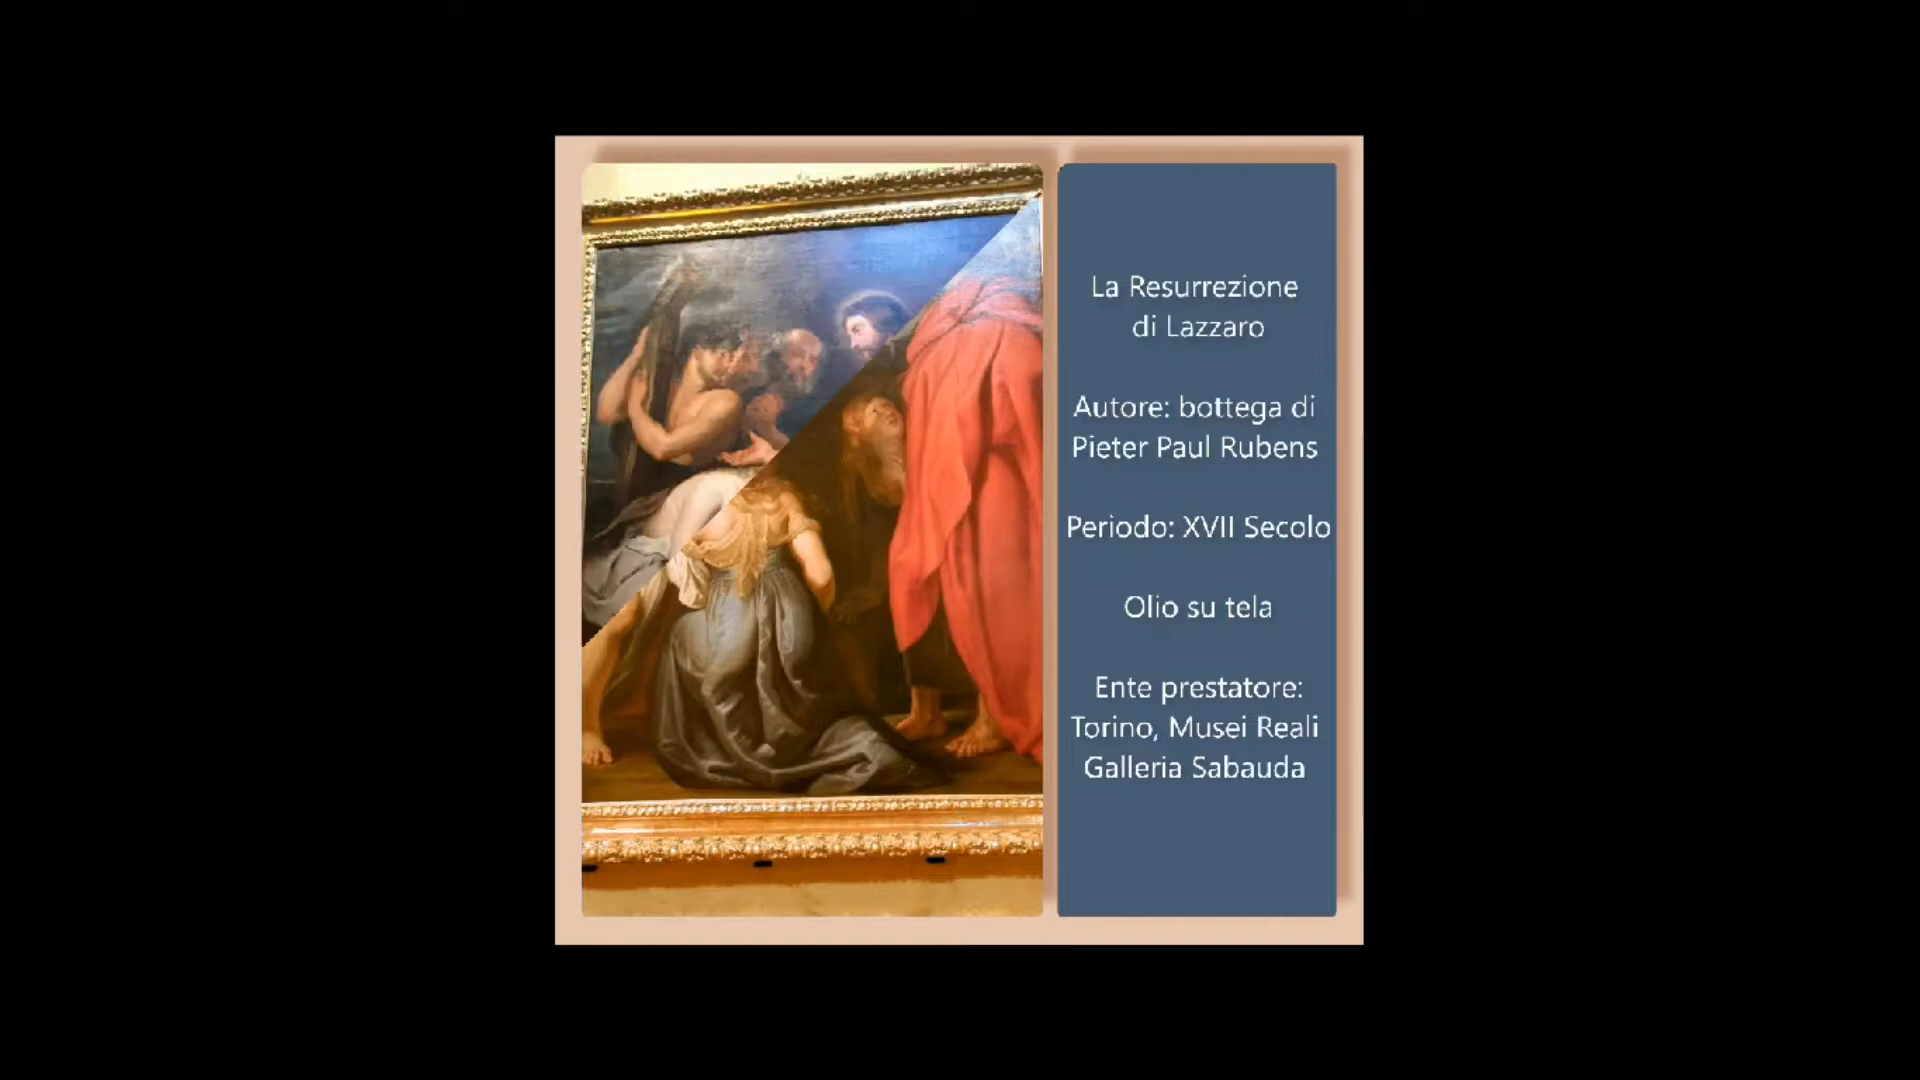 La Resurrezione
di Lazzaro
Autore: bottega di
Pieter Paul Rubens
Periodo: XVII Secolo
Olio su tela
Ente prestatore:
Torino, Musei Reali
Galleria Sabauda